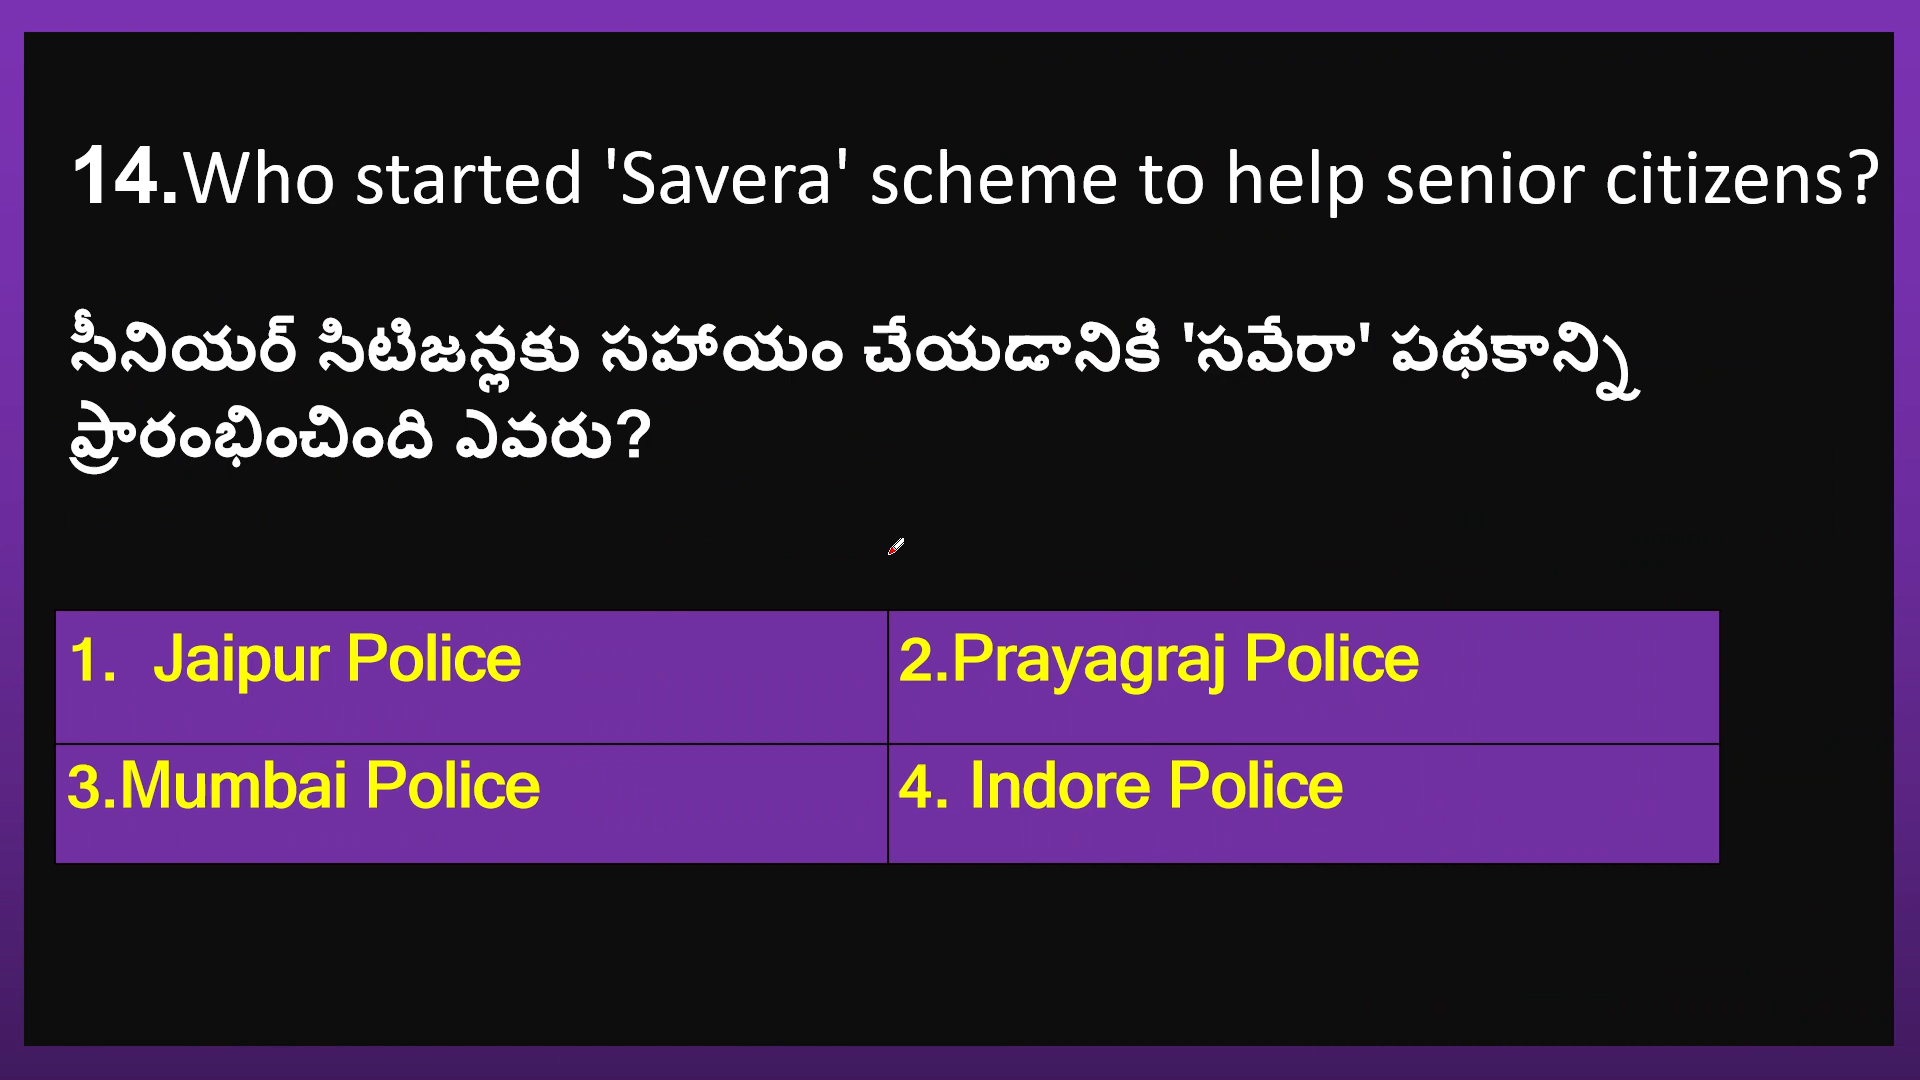 14.Who started 'Savera' scheme to help senior citizens?
సీనియర్ సిటిజన్లకు సహాయం చేయడానికి 'సవేరా' పథకాన్ని
ప్రారంభించింది ఎవరు?
1. Jaipur Police
2.Prayagraj Police
3.Mumbai Police
4. Indore Police